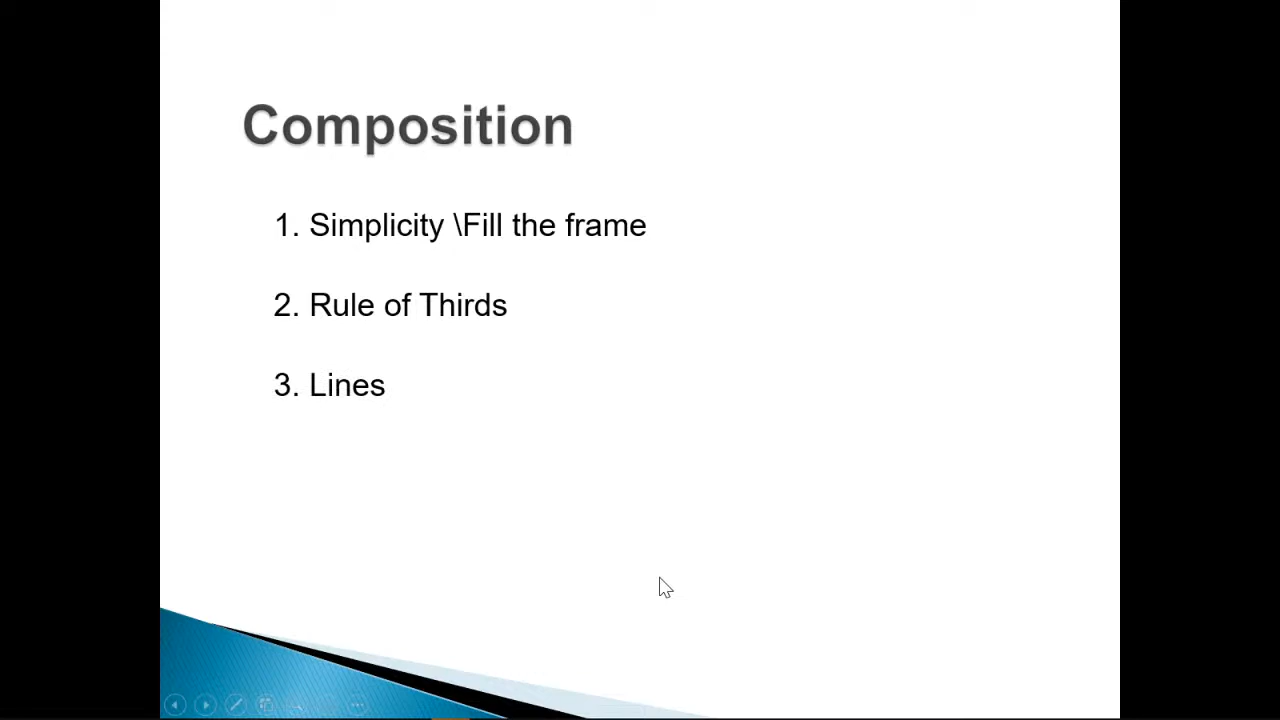 Composition
1. Simplicity \Fill the frame
2. Rule of Thirds
3. Lines